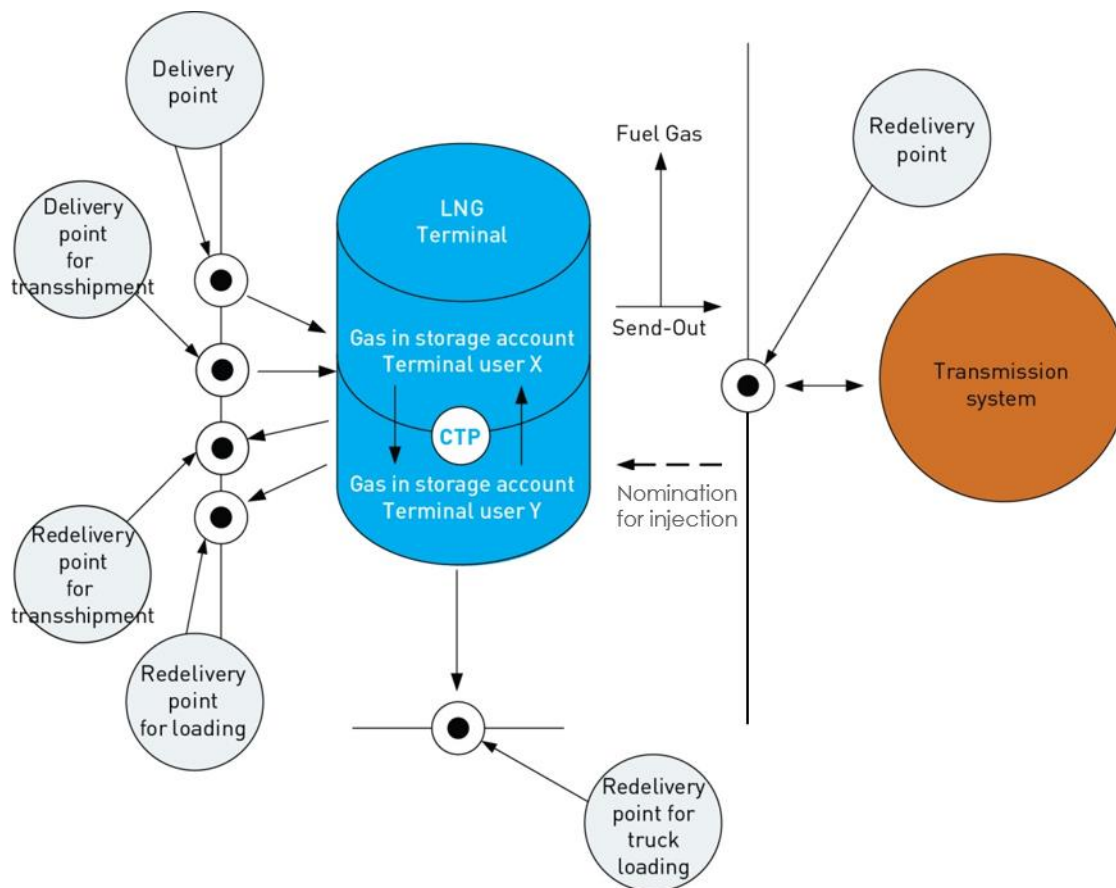 Delivery
point
Delivery
point
for
transshipment
Redelivery
point
for
transshipment
Redelivery
point
for loading
LNG
Terminal
Gas in storage account
Terminal user X
CTP
Gas in storage account
Terminal user Y
Fuel Gas
Send-Out
Nomination
for injection
Redelivery
point
Transmission
system
Redelivery
point for
truck
loading